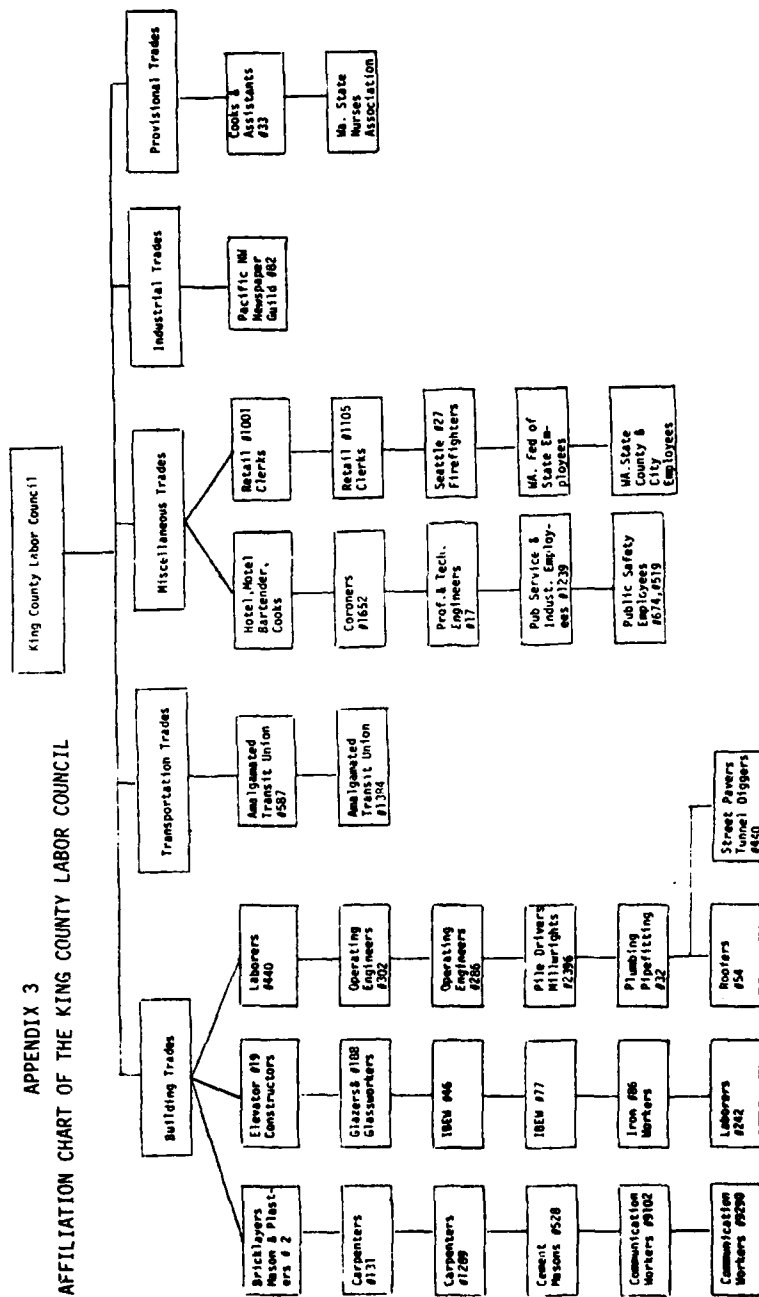 APPENDIX 3
AFFILIATION CHART OF THE KING COUNTY LABOR COUNCIL
King County Labor Council
Building Trades
Transportation Trades
Miscellaneous Trades
Industrial Trades
Provisional Trades
Bricklayers
Mason & Plast-
ers # 2
Carpenters
#131
Carpenters
#1289
Cement
Masons #528
Communication
Workers #9102
Communication
Workers #9290
Elevator #19
Constructors
Glazers& #188
Glassworkers
IBEW #46
IBEW #77
Iron #86
Workers
Laborers
#242
Laborers
#440
Operating
Engineers
#302
Operating
Engineers
#286
Pile Drivers
Millwrights
#2396
Plumbing
Pipefitting
#32
Roofers
#54
Street Pavers
Tunnel Diggers
#440
Amalgamated
Transit Union
#587
Amalgamated
Transit Union
#1384
Hotel,Motel
Bartender,
Cooks
Coroners
#1652
Prof.& Tech.
Engineers
#17
Pub Service &
Indust. Employ-
ees #1239
Public Safety
Employees
#674,#519
Retail #1001
Clerks
Retail #1105
Clerks
Seattle #27
Firefighters
WA. Fed of
State Em-
ployees
WA.State
County &
City
Employees
Pacific NW
Newspaper
Guild #82
Cooks &
Assistants
#33
Wa. State
Nurses
Association